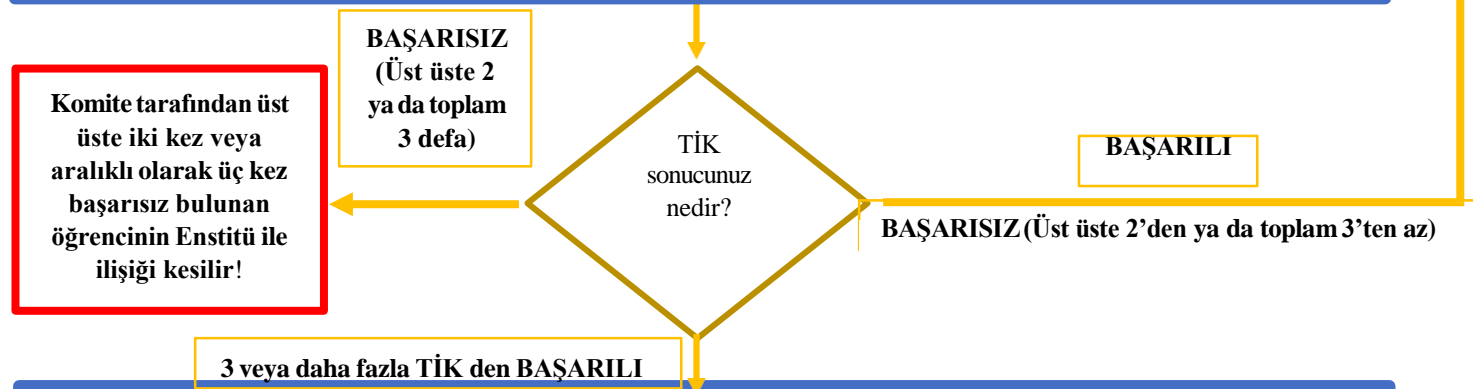 BAŞARISIZ
(Üst üste 2
ya da toplam
3 defa)
Komite tarafından üst
üste iki kez veya
aralıklı olarak üç kez
başarısız bulunan
öğrencinin Enstitü ile
ilişiği kesilir!
TİK
sonucunuz
nedir?
BAŞARILI
BAŞARISIZ (Üst üste 2’den ya da toplam 3’ten az)
3 veya daha fazla TİK den BAŞARILI